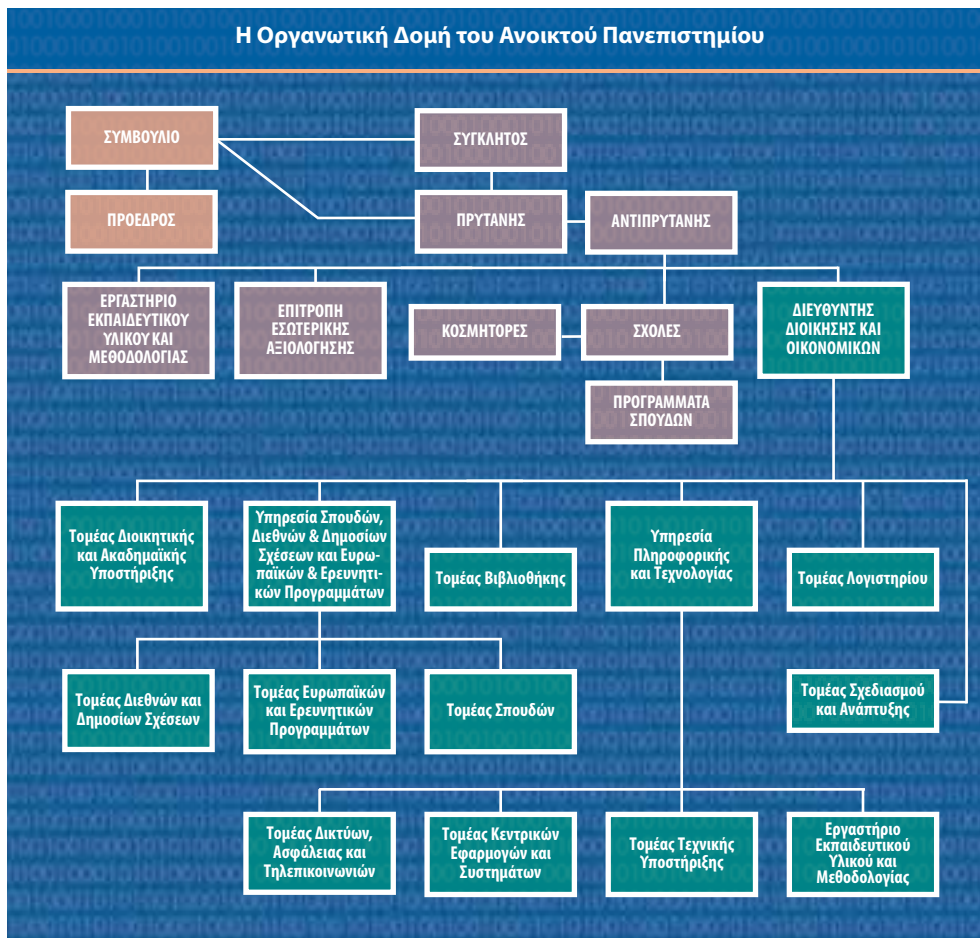 Η Οργανωτική Δομή του Ανοικτού Πανεπιστημίου
ΣΥΜΒΟΥΛΙΟ
ΣΥΓΚΛΗΤΟΣ
ΠΡΟΕΔΡΟΣ
ΠΡΥΤΑΝΗΣ
ΑΝΤΙΠΡΥΤΑΝΗΣ
ΕΡΓΑΣΤΗΡΙΟ
ΕΚΠΑΙΔΕΥΤΙΚΟΥ
ΥΛΙΚΟΥ ΚΑΙ
ΜΕΘΟΔΟΛΟΓΙΑΣ
ΕΠΙΤΡΟΠΗ
ΕΣΩΤΕΡΙΚΗΣ
ΑΞΙΟΛΟΓΗΣΗΣ
ΚΟΣΜΗΤΟΡΕΣ
ΣΧΟΛΕΣ
ΔΙΕΥΘΥΝΤΗΣ
ΔΙΟΙΚΗΣΗΣ ΚΑΙ
ΟΙΚΟΝΟΜΙΚΩΝ
ΠΡΟΓΡΑΜΜΑΤΑ
ΣΠΟΥΔΩΝ
Τομέας Διοικητικής
και Ακαδημαϊκής
Υποστήριξης
Υπηρεσία Σπουδών,
Διεθνών & Δημοσίων
Σχέσεων και Ευρω-
παϊκών & Ερευνητι-
κών Προγραμμάτων
Τομέας Βιβλιοθήκης
Υπηρεσία
Πληροφορικής
και Τεχνολογίας
Τομέας Λογιστηρίου
Τομέας Διεθνών και
Δημοσίων Σχέσεων
Τομέας Ευρωπαϊκών
και Ερευνητικών
Προγραμμάτων
Τομέας Σπουδών
Τομέας Σχεδιασμού
και Ανάπτυξης
Τομέας Δικτύων,
Ασφάλειας και
Τηλεπικοινωνιών
Τομέας Κεντρικών
Εφαρμογών και
Συστημάτων
Τομέας Τεχνικής
Υποστήριξης
Εργαστήριο
Εκπαιδευτικού
Υλικού και
Μεθοδολογίας